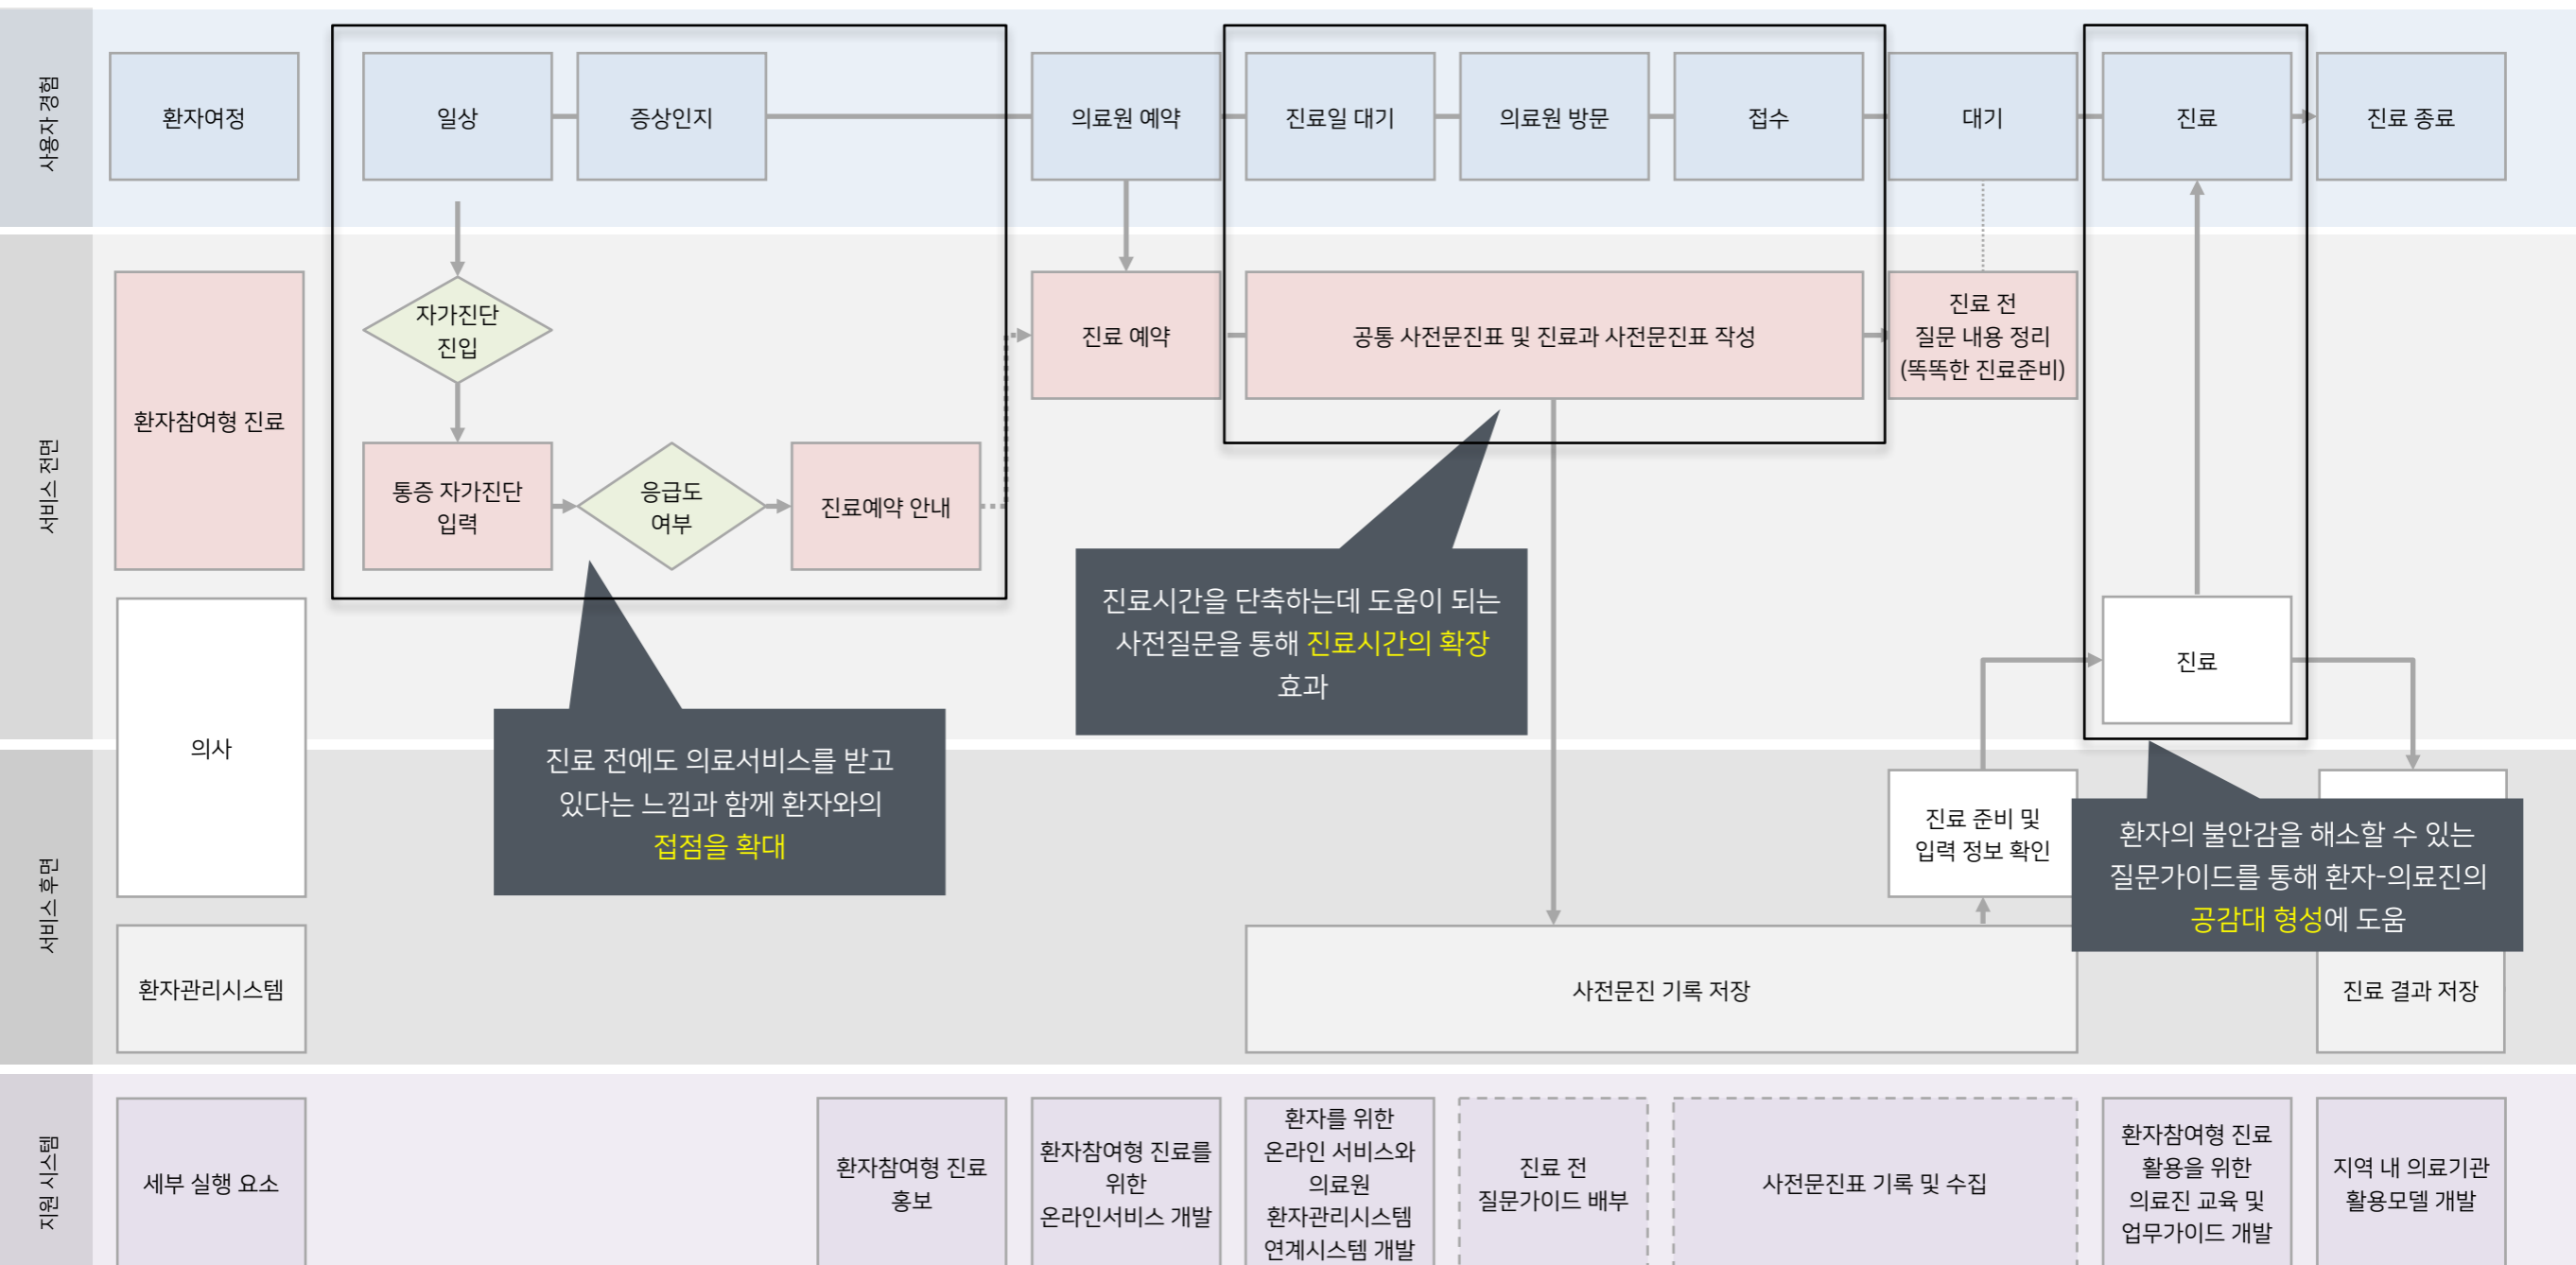 사용자 경험
환자여정
일상
증상인지
의료원 예약
진료일 대기
의료원 방문
접수
대기
진료
진료 종료
서비스 전면
환자참여형 진료
자가진단
진입
통증 자가진단
입력
응급도
여부
진료예약 안내
진료 예약
공통 사전문진표 및 진료과 사전문진표 작성
진료 전
질문 내용 정리
(똑똑한 진료준비)
진료시간을 단축하는데 도움이 되는
사전질문을 통해 진료시간의 확장
효과
진료
의사
진료 전에도 의료서비스를 받고
있다는 느낌과 함께 환자와의
접점을 확대
서비스 후면
진료 준비 및
입력 정보 확인
환자의 불안감을 해소할 수 있는
질문가이드를 통해 환자-의료진의
공감대 형성에 도움
환자관리시스템
사전문진 기록 저장
진료 결과 저장
지원 시스템
세부 실행 요소
환자참여형 진료
홍보
환자참여형 진료를
위한
온라인서비스 개발
환자를 위한
온라인 서비스와
의료원
환자관리시스템
연계시스템 개발
진료 전
질문가이드 배부
사전문진표 기록 및 수집
환자참여형 진료
활용을 위한
의료진 교육 및
업무가이드 개발
지역 내 의료기관
활용모델 개발